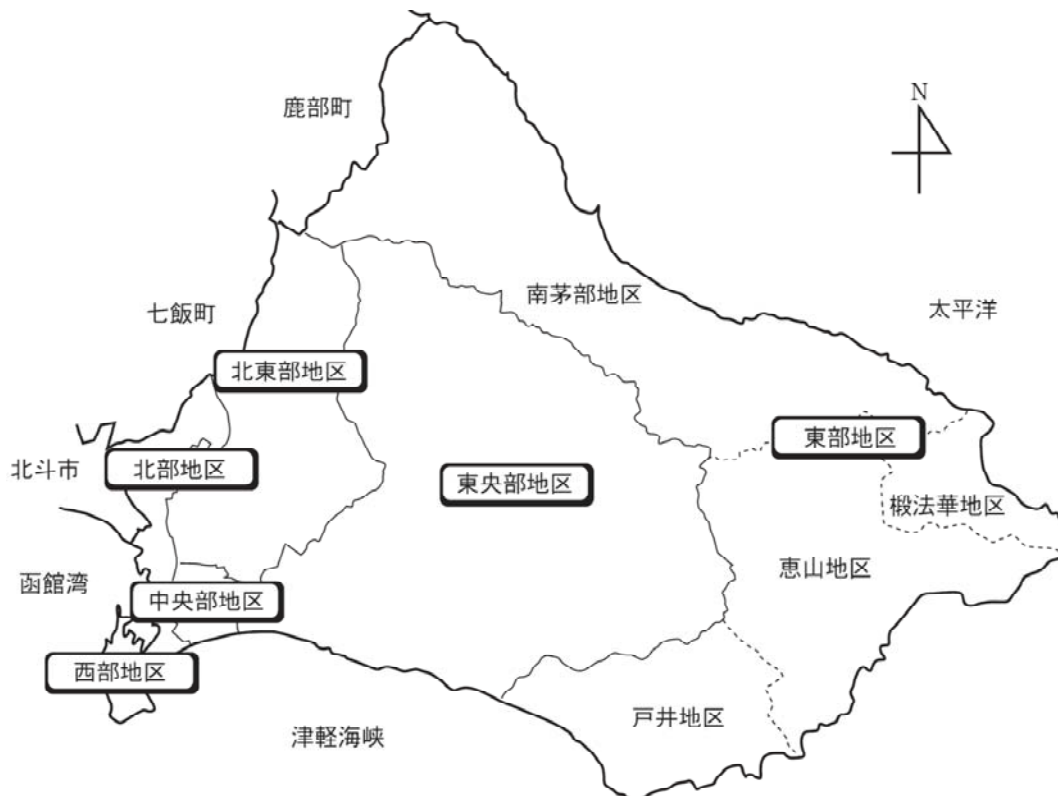 鹿部町
N
南茅部地区
太平洋
七飯町
北東部地区
東部地区
北斗市
北部地区
東央部地区
椴法華地区
恵山地区
函館湾
中央部地区
西部地区
戸井地区
津軽海峡